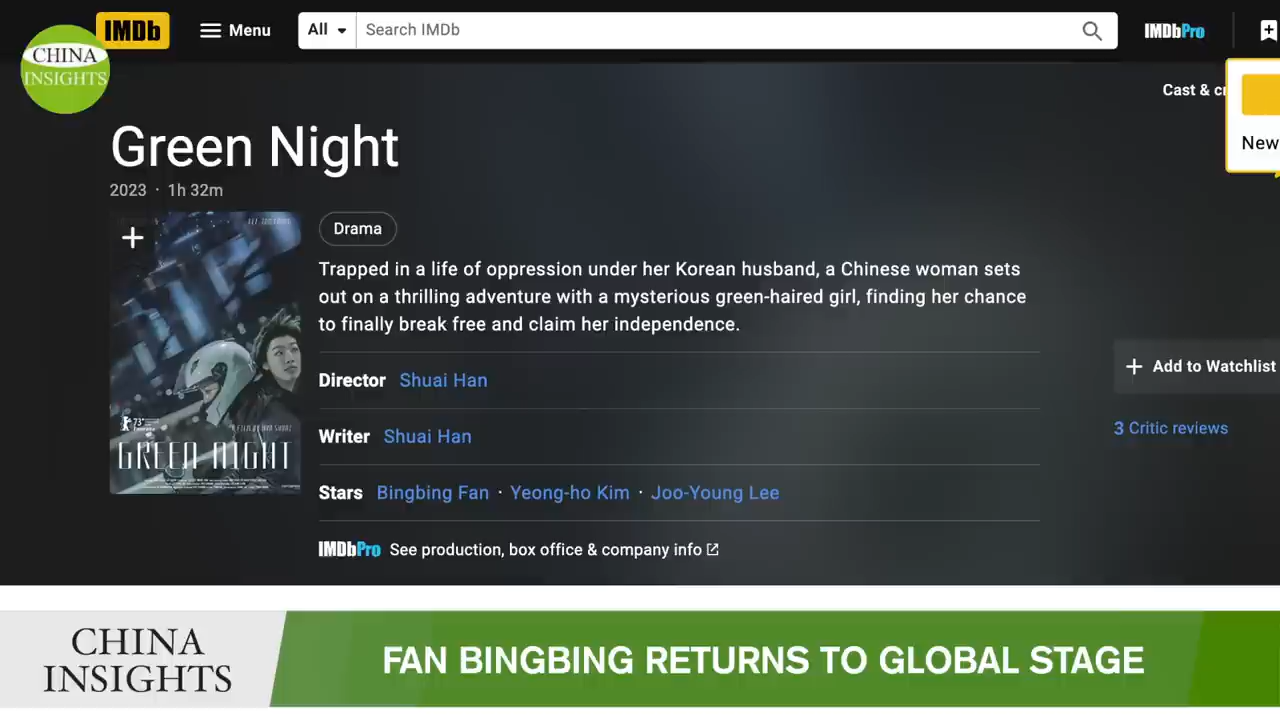 IMDb
Menu
All
Search IMDb
IMDbPro
CHINA
INSIGHTS
Cast & cr
New
Green Night
2023 · 1h 32m
Drama
Trapped in a life of oppression under her Korean husband, a Chinese woman sets
out on a thrilling adventure with a mysterious green-haired girl, finding her chance
to finally break free and claim her independence.
Director Shuai Han
Add to Watchlist
3 Critic reviews
Writer Shuai Han
73
GREEN NIGHT
Stars Bingbing Fan · Yeong-ho Kim · Joo-Young Lee
IMDbPro See production, box office & company info
CHINA
INSIGHTS
FAN BINGBING RETURNS TO GLOBAL STAGE